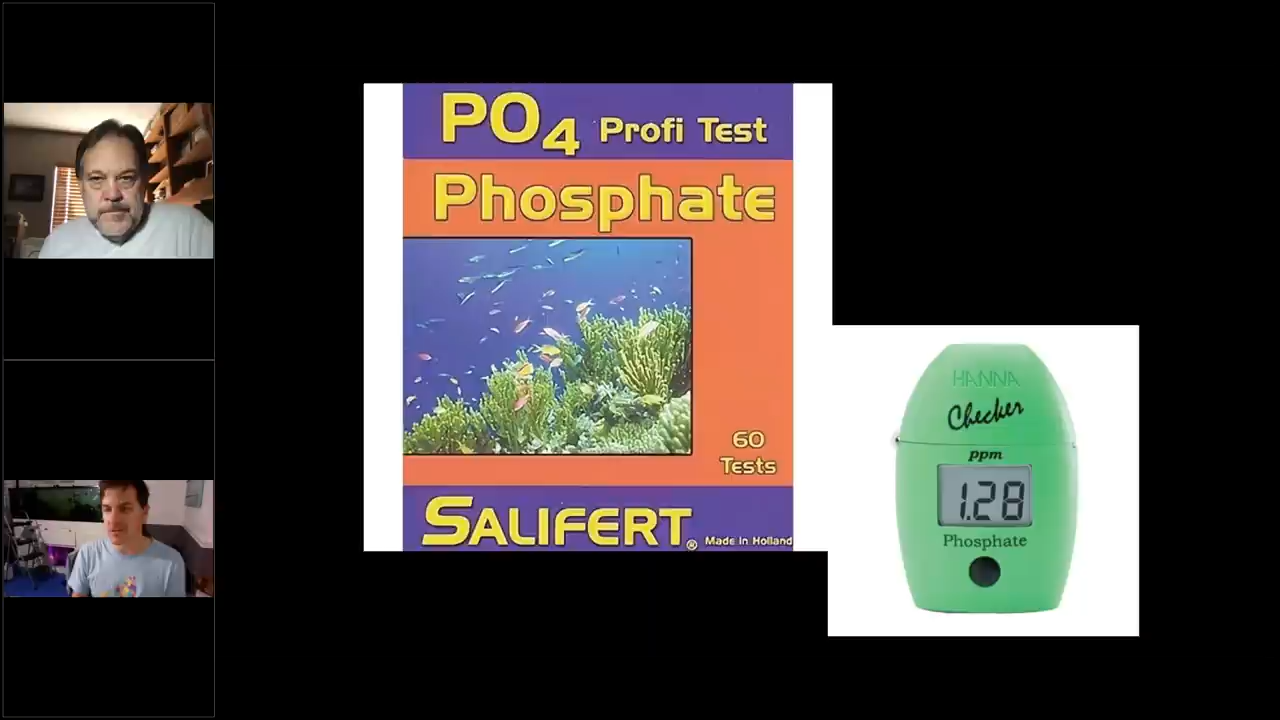 PO4 Profi Test
Phosphate
60
Tests
SALIFERT® Made in Holland
HANNA
Checker
ppm
1.28
Phosphate